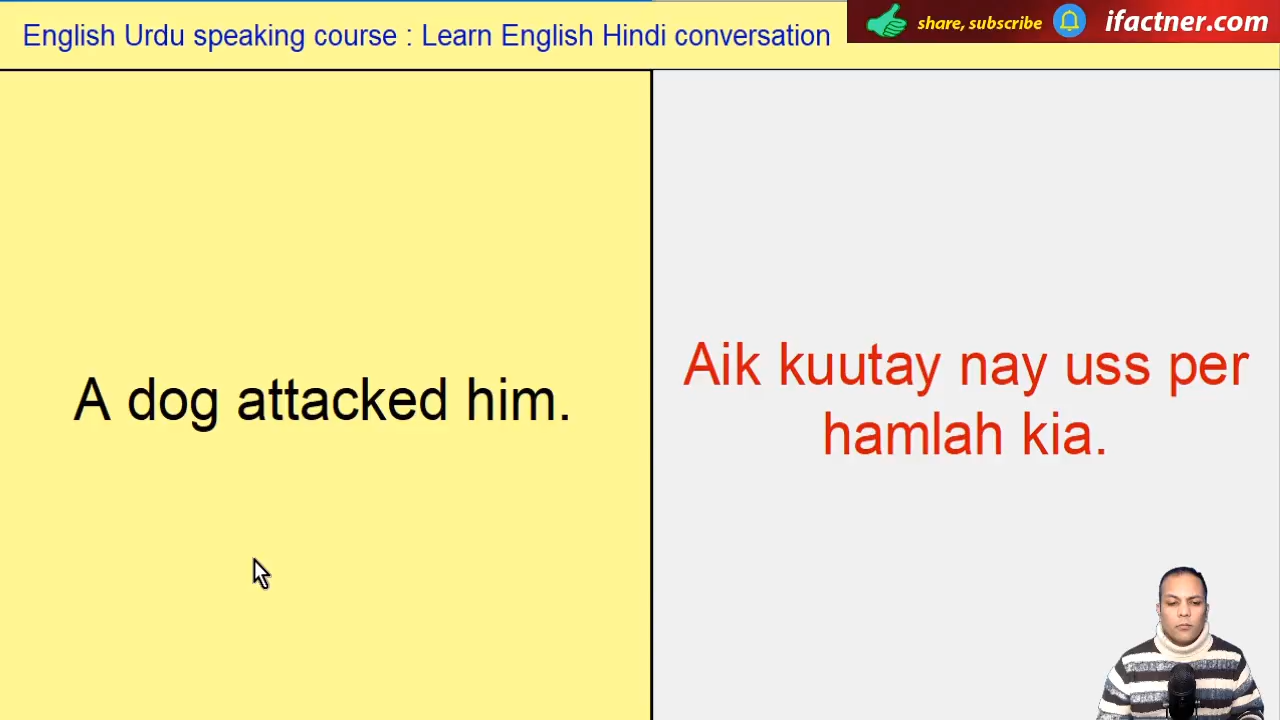 English Urdu speaking course : Learn English Hindi conversation
share, subscribe
ifactner.com
A dog attacked him.
Aik kuutay nay uss per
hamlah kia.